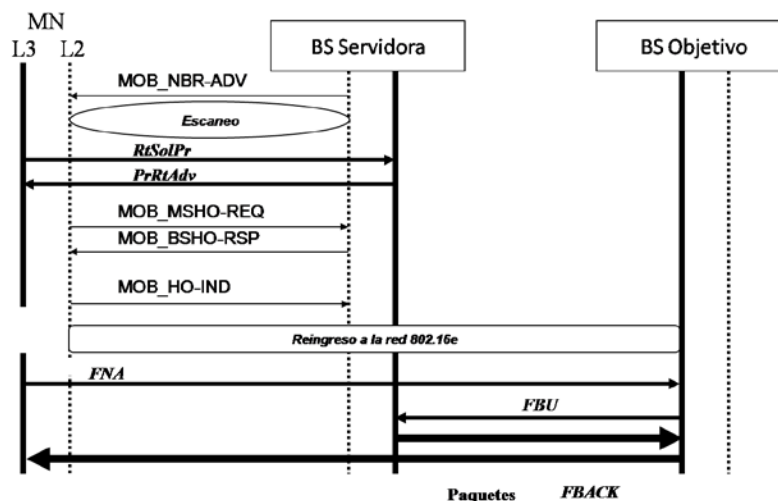 MN
L3 L2
BS Servidora
BS Objetivo
MOB_NBR-ADV
Escaneo
RtSolPr
PrRtAdv
MOB_MSHO-REQ
MOB_BSHO-RSP
MOB_HO-IND
Reingreso a la red 802.16e
FNA
FBU
Paquetes FBACK